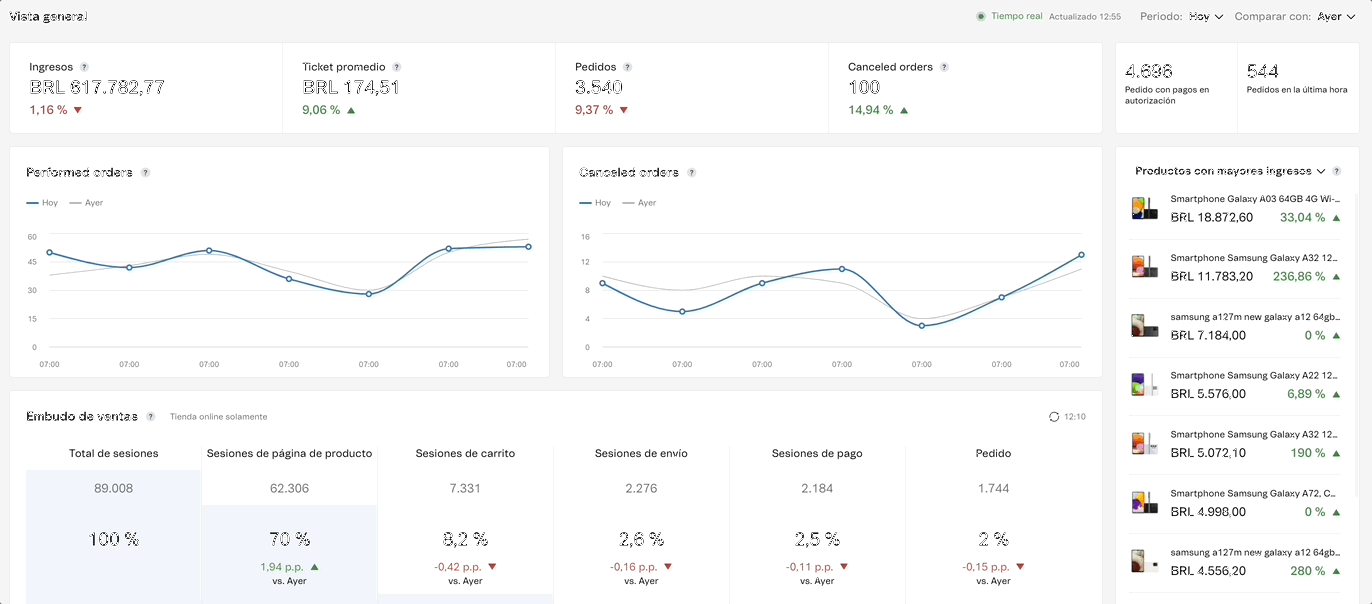 Vista general
Tiempo real Actualizado 12:55 Periodo: Hoy Comparar con: Ayer
Ingresos ?
BRL 617.782,77
1,16 %
Ticket promedio ?
BRL 174,51
9,06 %
Pedidos ?
3.540
9,37 %
Canceled orders ?
100
14,94 %
4.696
Pedido con pagos en
autorización
544
Pedidos en la última hora
Performed orders ?
Hoy Ayer
60
45
30
15
0
07:00 07:00 07:00 07:00 07:00 07:00 07:00
Canceled orders ?
Hoy Ayer
16
12
8
4
0
07:00 07:00 07:00 07:00 07:00 07:00 07:00
Productos con mayores ingresos ?
Smartphone Galaxy A03 64GB 4G Wi-...
BRL 18.872,60 33,04 %
Smartphone Samsung Galaxy A32 12...
BRL 11.783,20 236,86 %
samsung a127m new galaxy a12 64gb...
BRL 7.184,00 0 %
Smartphone Samsung Galaxy A22 12...
BRL 5.576,00 6,89 %
Smartphone Samsung Galaxy A32 12...
BRL 5.072,10 190 %
Smartphone Samsung Galaxy A72, C...
BRL 4.998,00 0 %
samsung a127m new galaxy a12 64gb...
BRL 4.556,20 280 %
Embudo de ventas ? Tienda online solamente 12:10
Total de sesiones
89.008
100 %
Sesiones de página de producto
62.306
70 %
1,94 p.p.
vs. Ayer
Sesiones de carrito
7.331
8,2 %
-0,42 p.p.
vs. Ayer
Sesiones de envío
2.276
2,6 %
-0,16 p.p.
vs. Ayer
Sesiones de pago
2.184
2,5 %
-0,11 p.p.
vs. Ayer
Pedido
1.744
2 %
-0,15 p.p.
vs. Ayer